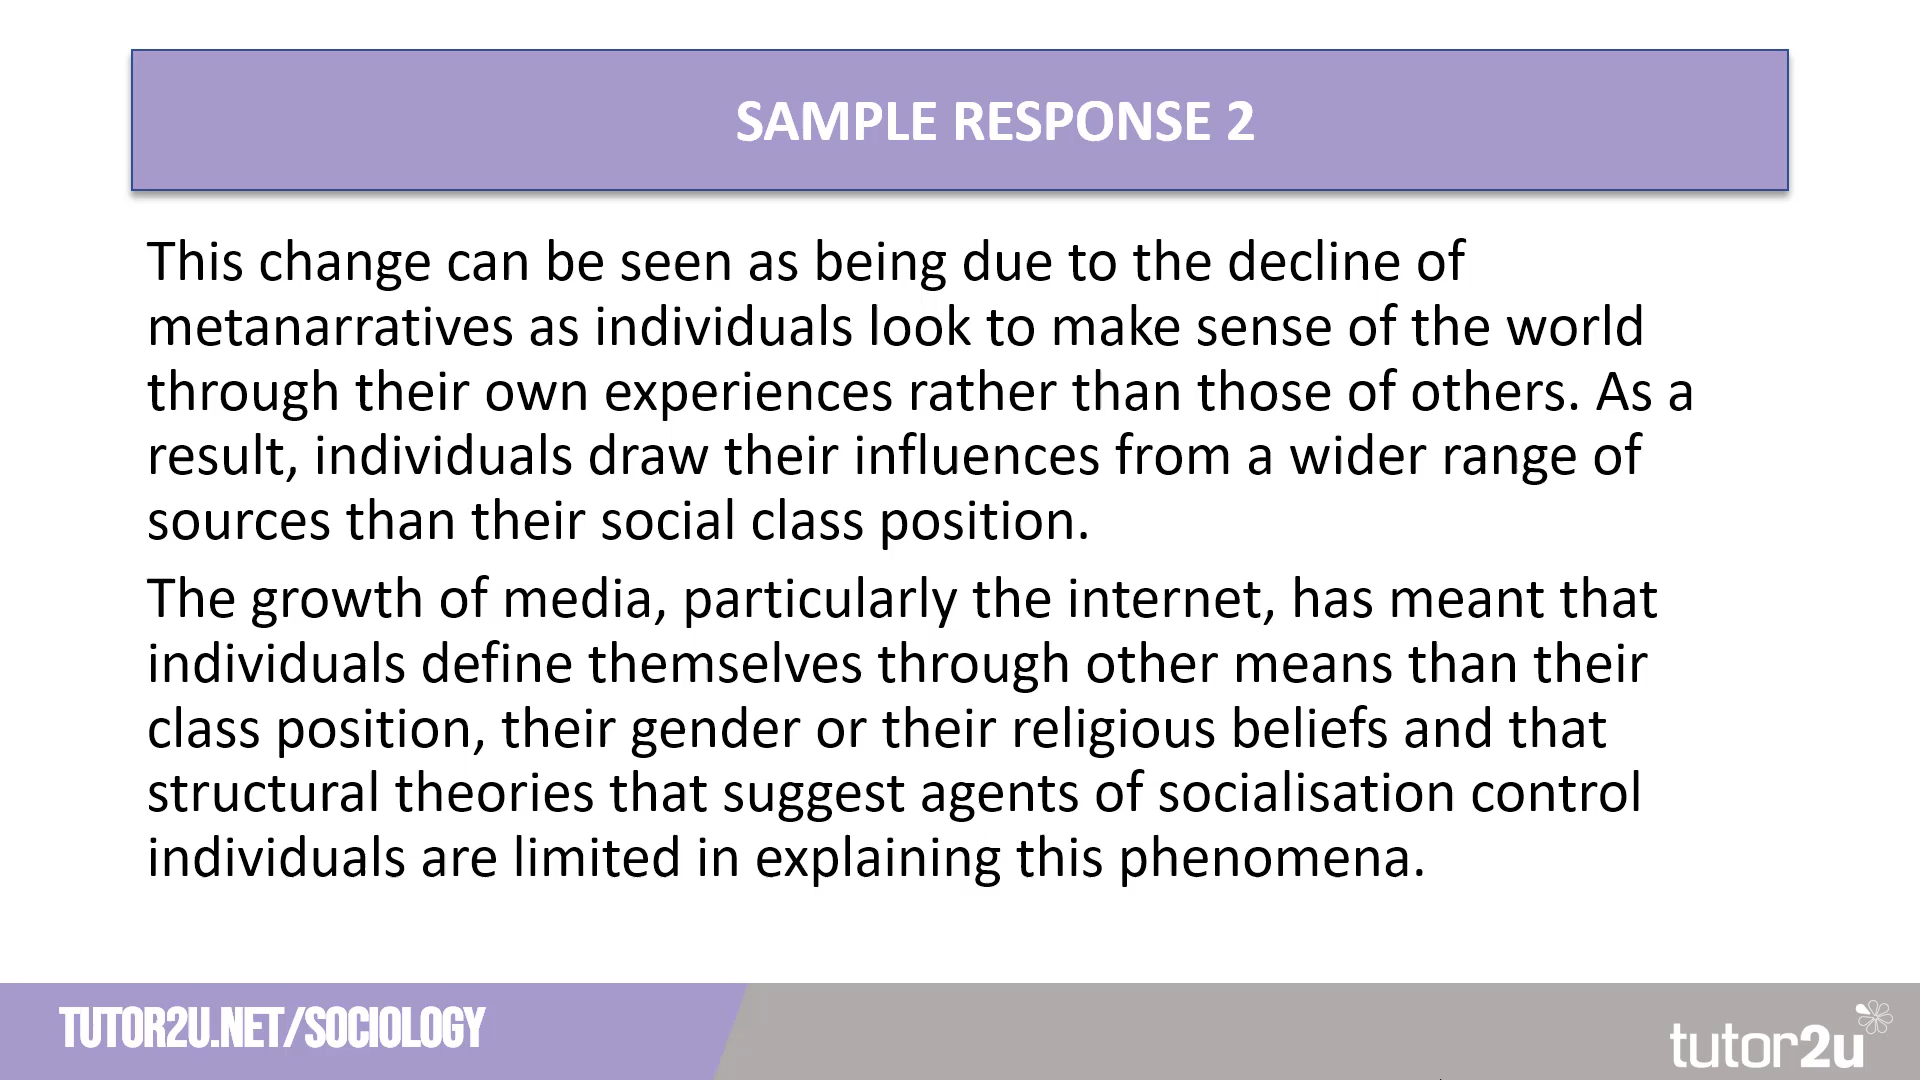 SAMPLE RESPONSE 2
This change can be seen as being due to the decline of
metanarratives as individuals look to make sense of the world
through their own experiences rather than those of others. As a
result, individuals draw their influences from a wider range of
sources than their social class position.
The growth of media, particularly the internet, has meant that
individuals define themselves through other means than their
class position, their gender or their religious beliefs and that
structural theories that suggest agents of socialisation control
individuals are limited in explaining this phenomena.
TUTOR2U.NET/SOCIOLOGY
tutor2u